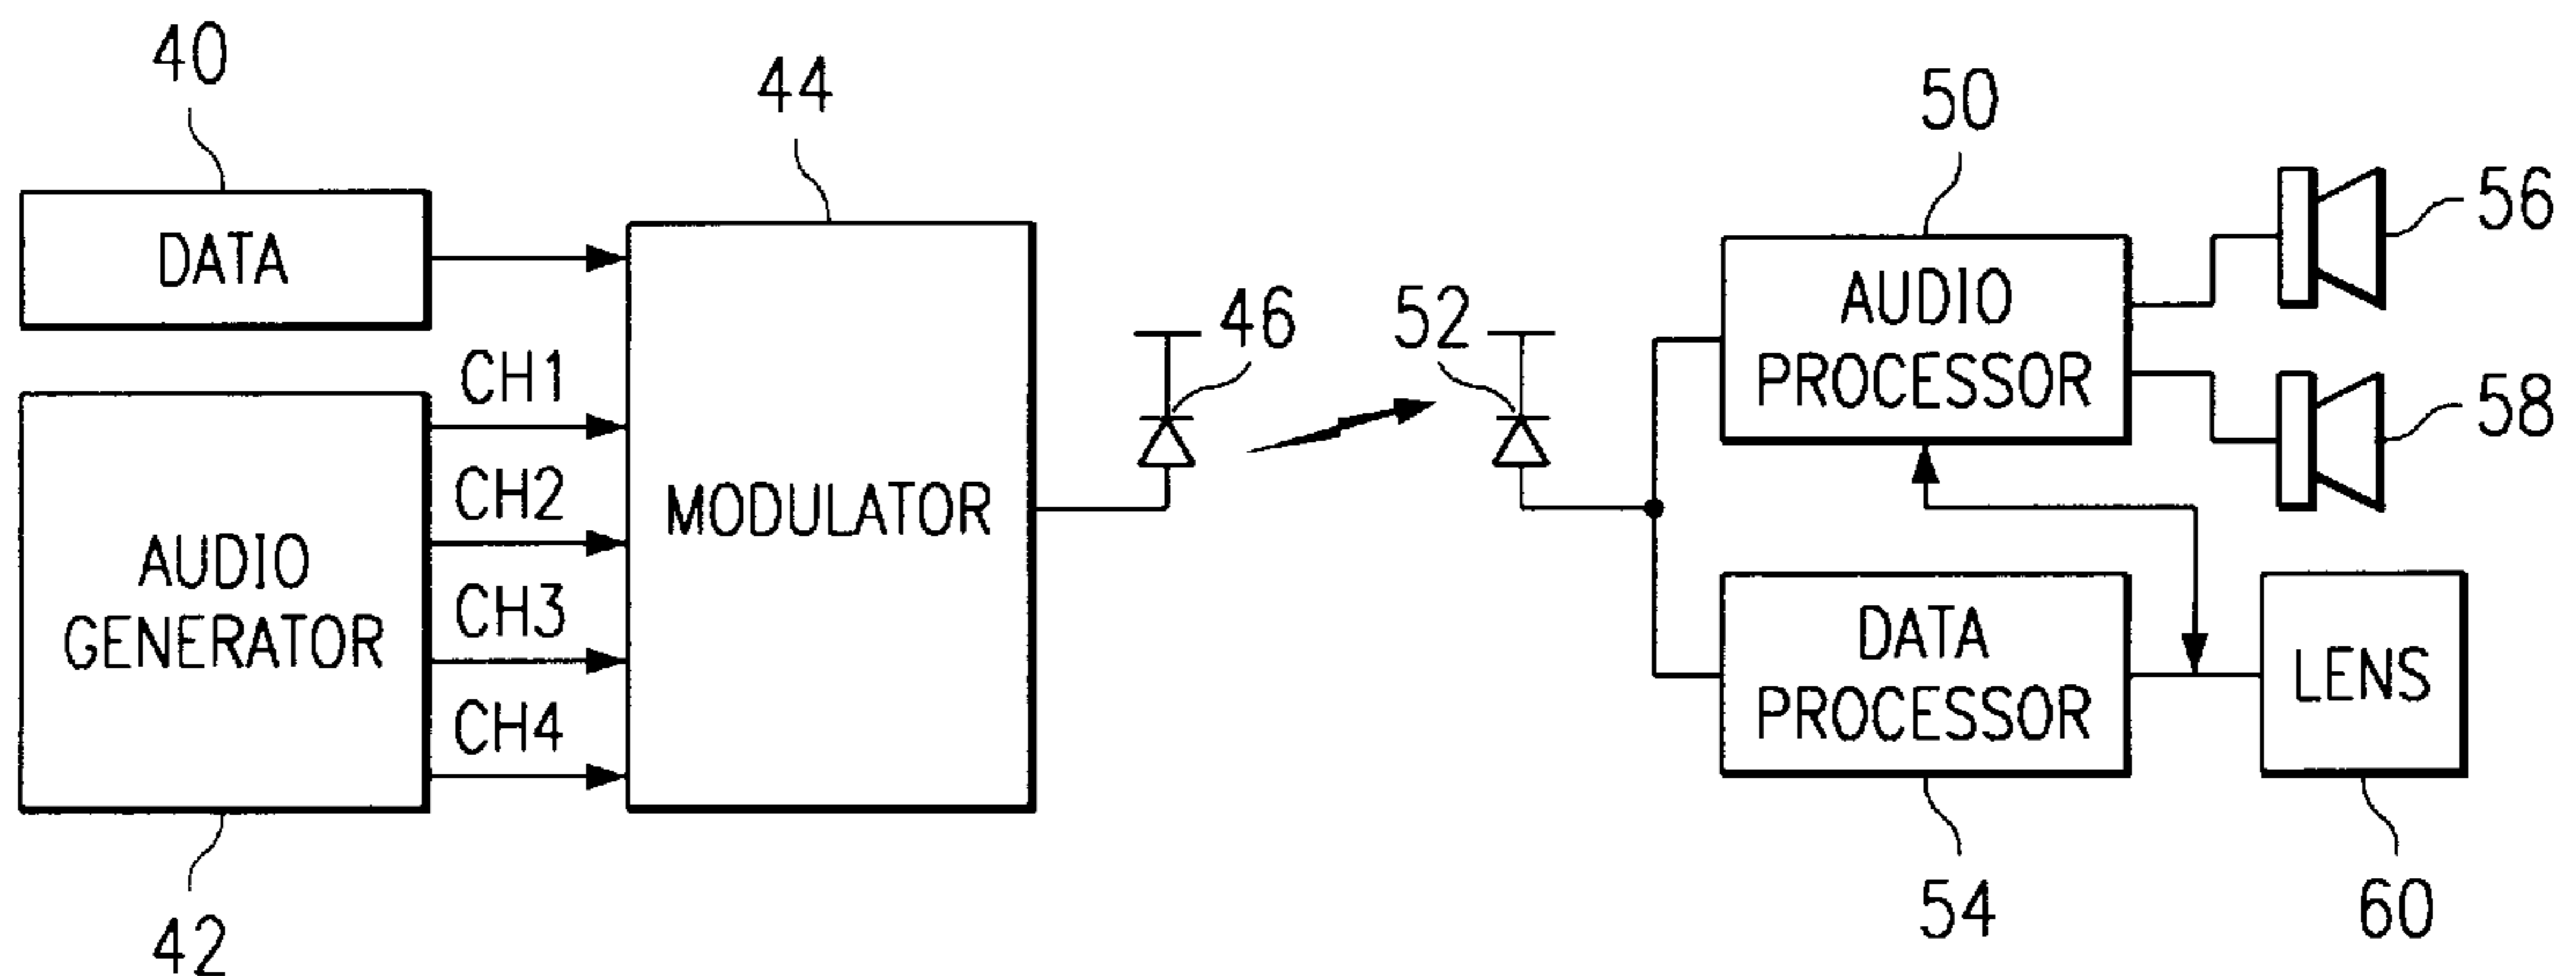 40
44
50
56
DATA
AUDIO
PROCESSOR
46
52
CH1
58
CH2
MODULATOR
AUDIO
GENERATOR
CH3
DATA
PROCESSOR
LENS
CH4
42
54
60